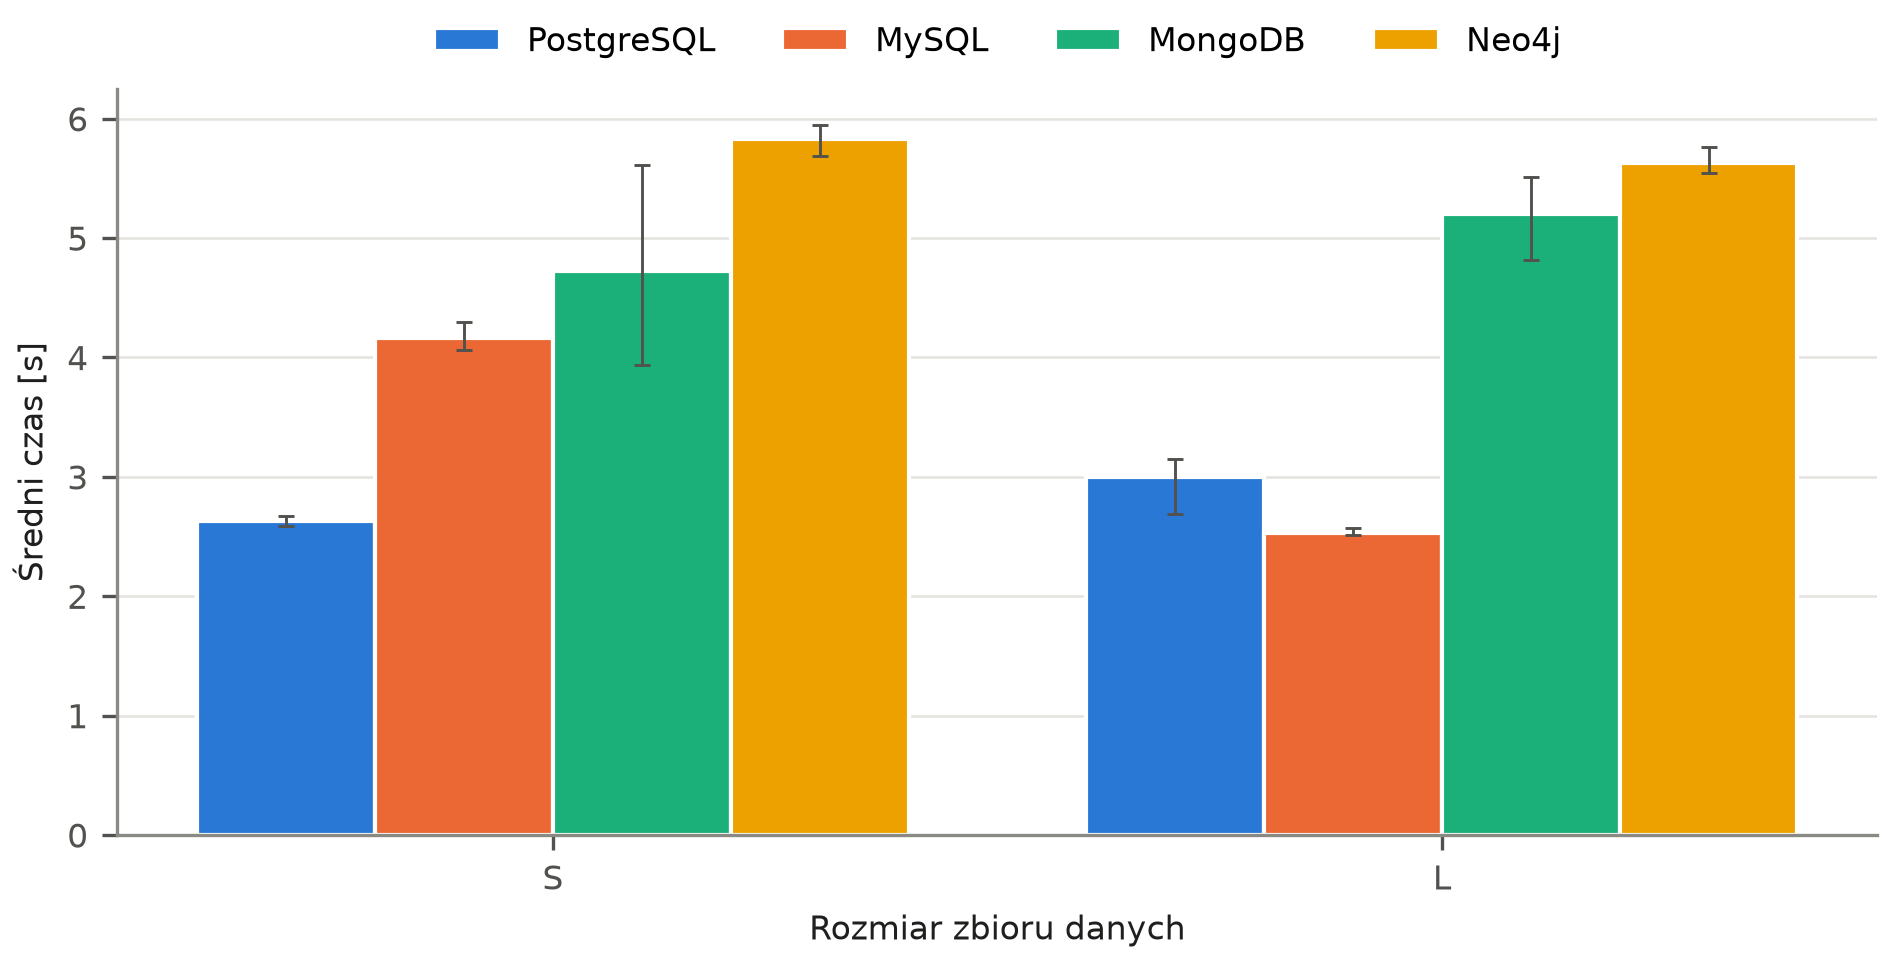 PostgreSQL MySQL MongoDB Neo4j
6
5
4
3
2
1
0
Średni czas [s]
S L
Rozmiar zbioru danych